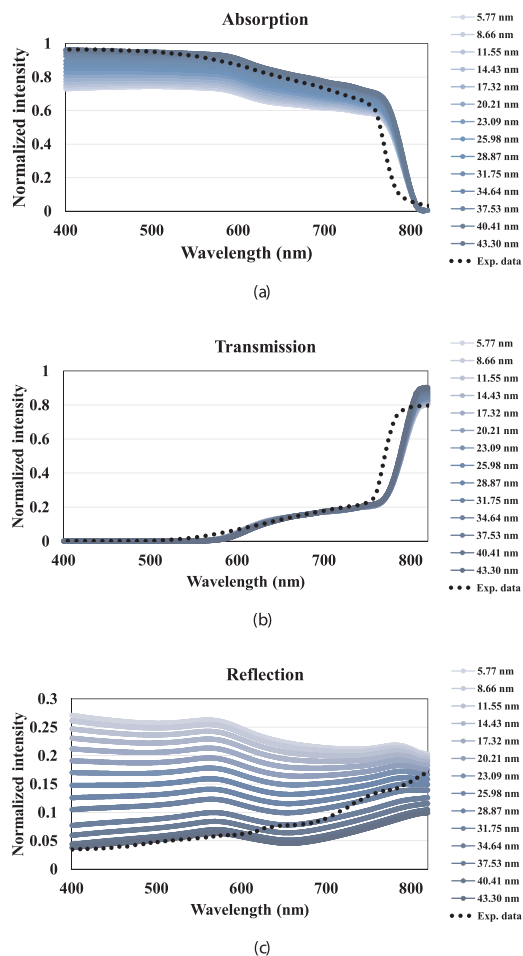 Absorption
Normalized intensity
1
0.8
0.6
0.4
0.2
0
400
500
600
700
800
Wavelength (nm)
5.77 nm
8.66 nm
11.55 nm
14.43 nm
17.32 nm
20.21 nm
23.09 nm
25.98 nm
28.87 nm
31.75 nm
34.64 nm
37.53 nm
40.41 nm
43.30 nm
Exp. data
(a)
Transmission
Normalized intensity
1
0.8
0.6
0.4
0.2
0
400
500
600
700
800
Wavelength (nm)
5.77 nm
8.66 nm
11.55 nm
14.43 nm
17.32 nm
20.21 nm
23.09 nm
25.98 nm
28.87 nm
31.75 nm
34.64 nm
37.53 nm
40.41 nm
43.30 nm
Exp. data
(b)
Reflection
Normalized intensity
0.3
0.25
0.2
0.15
0.1
0.05
0
400
500
600
700
800
Wavelength (nm)
5.77 nm
8.66 nm
11.55 nm
14.43 nm
17.32 nm
20.21 nm
23.09 nm
25.98 nm
28.87 nm
31.75 nm
34.64 nm
37.53 nm
40.41 nm
43.30 nm
Exp. data
(c)